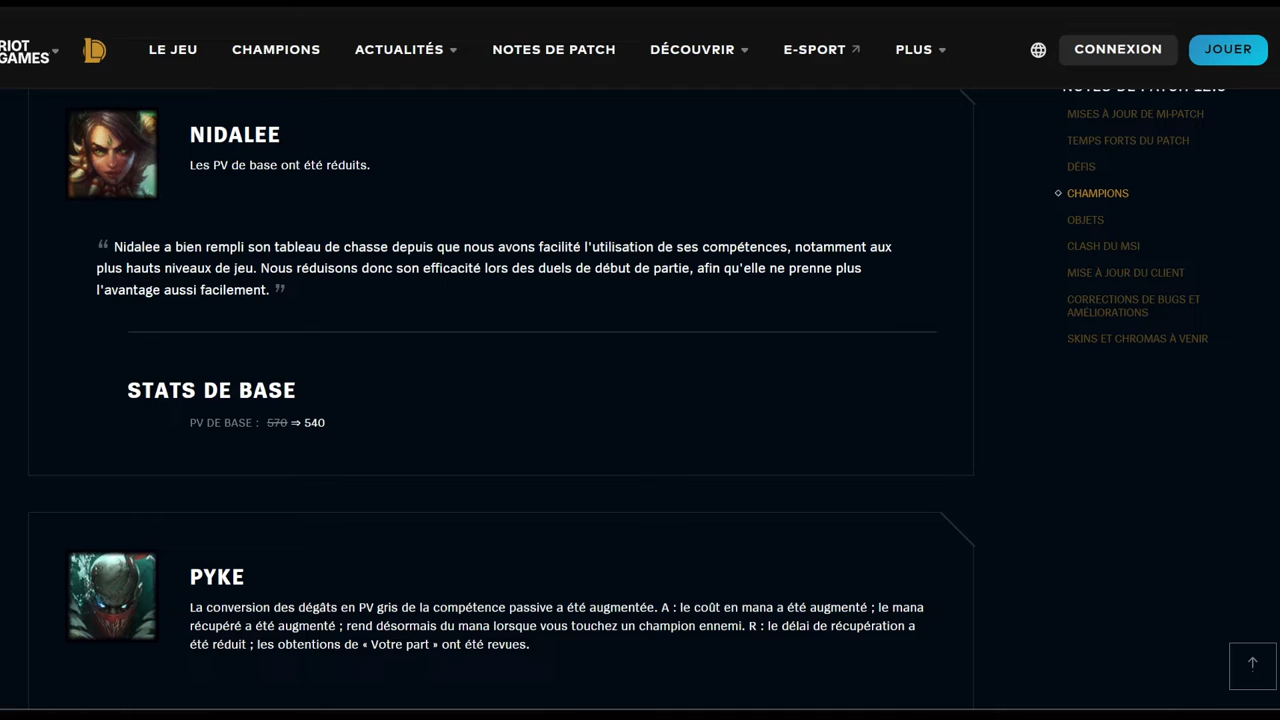 RIOT GAMES
LE JEU
CHAMPIONS
ACTUALITÉS
NOTES DE PATCH
DÉCOUVRIR
E-SPORT
PLUS
CONNEXION
JOUER
NIDALEE
Les PV de base ont été réduits.
“ Nidalee a bien rempli son tableau de chasse depuis que nous avons facilité l'utilisation de ses compétences, notamment aux
plus hauts niveaux de jeu. Nous réduisons donc son efficacité lors des duels de début de partie, afin qu'elle ne prenne plus
l'avantage aussi facilement. ”
STATS DE BASE
PV DE BASE : 570 ⇒ 540
PYKE
La conversion des dégâts en PV gris de la compétence passive a été augmentée. A : le coût en mana a été augmenté ; le mana
récupéré a été augmenté ; rend désormais du mana lorsque vous touchez un champion ennemi. R : le délai de récupération a
été réduit ; les obtentions de « Votre part » ont été revues.
MISES À JOUR DE MI-PATCH
TEMPS FORTS DU PATCH
DÉFIS
CHAMPIONS
OBJETS
CLASH DU MSI
MISE À JOUR DU CLIENT
CORRECTIONS DE BUGS ET
AMÉLIORATIONS
SKINS ET CHROMAS À VENIR